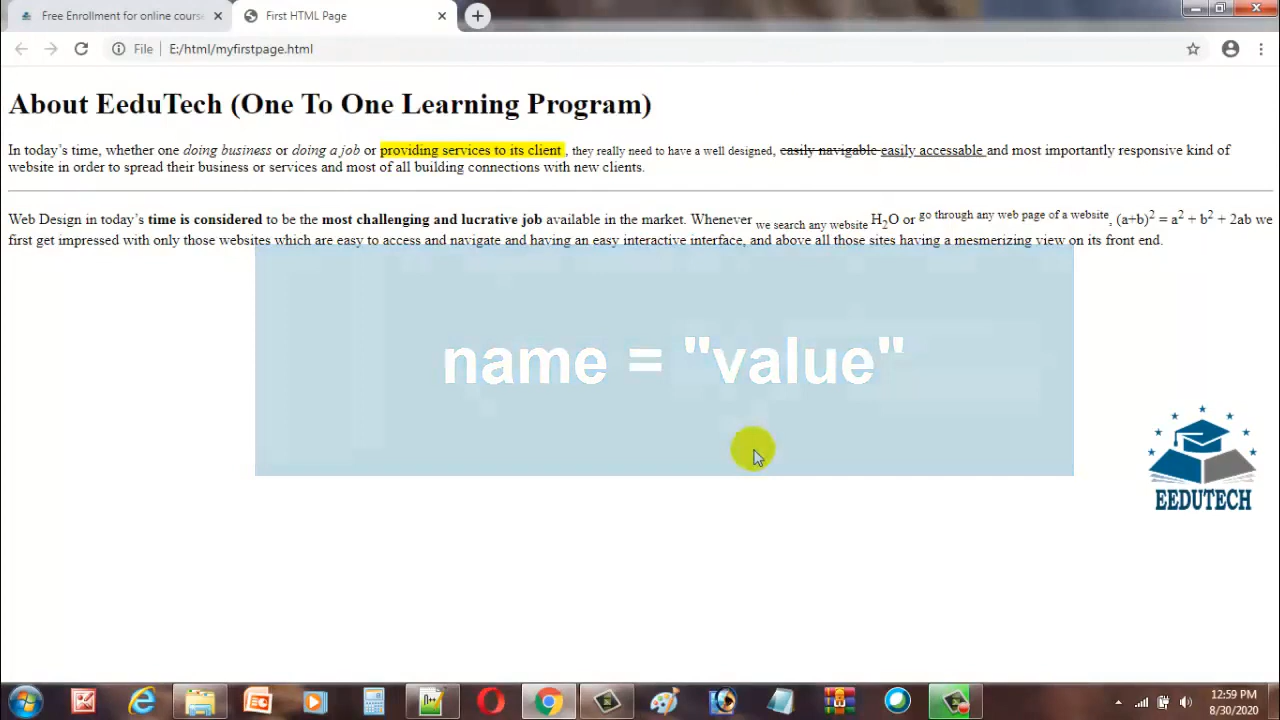 Free Enrollment for online cours
First HTML Page
File | E:/html/myfirstpage.html
About EeduTech (One To One Learning Program)
In today’s time, whether one doing business or doing a job or providing services to its client , they really need to have a well designed, easily navigable easily accessable and most importantly responsive kind of
website in order to spread their business or services and most of all building connections with new clients.
Web Design in today’s time is considered to be the most challenging and lucrative job available in the market. Whenever we search any website H2O or go through any web page of a website, (a+b)2 = a2 + b2 + 2ab we
first get impressed with only those websites which are easy to access and navigate and having an easy interactive interface, and above all those sites having a mesmerizing view on its front end.
name = "value"
EEDUTECH
12:59 PM
8/30/2020